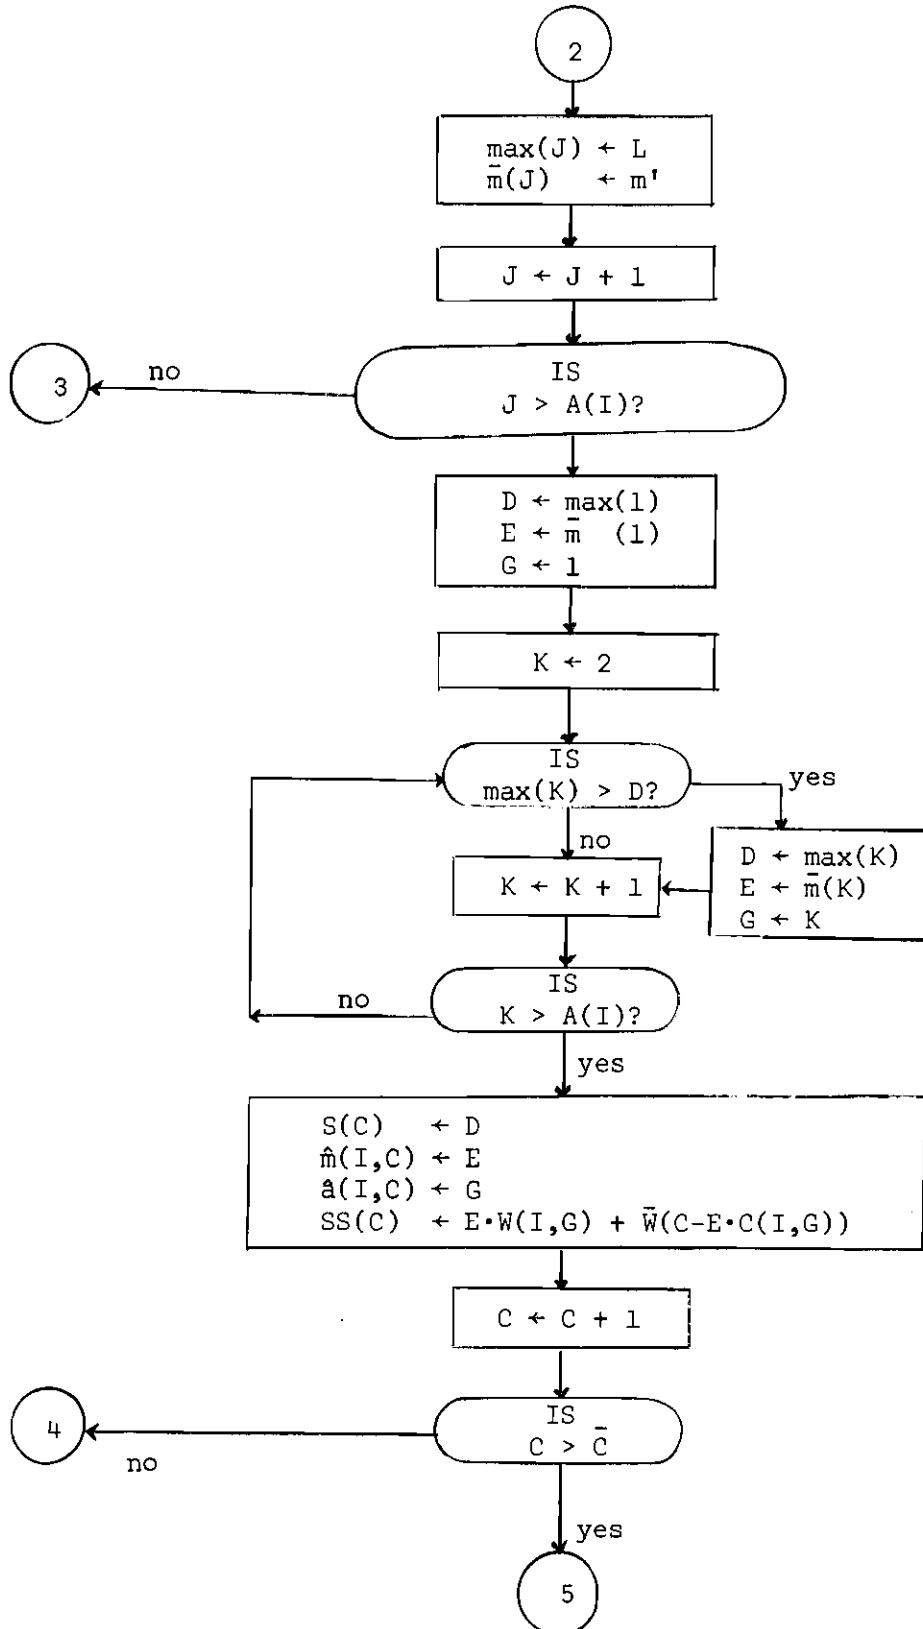 2
max(J) ← L
m̄(J) ← m'
J ← J + 1
IS
J > A(I)?
no
3
D ← max(1)
E ← m̄ (1)
G ← 1
K ← 2
IS
max(K) > D?
yes
no
D ← max(K)
E ← m̄(K)
G ← K
K ← K + 1
IS
K > A(I)?
no
yes
S(C) ← D
m̂(I,C) ← E
â(I,C) ← G
SS(C) ← E·W(I,G) + W̄(C-E·C(I,G))
C ← C + 1
IS
C > C̄
4
no
yes
5